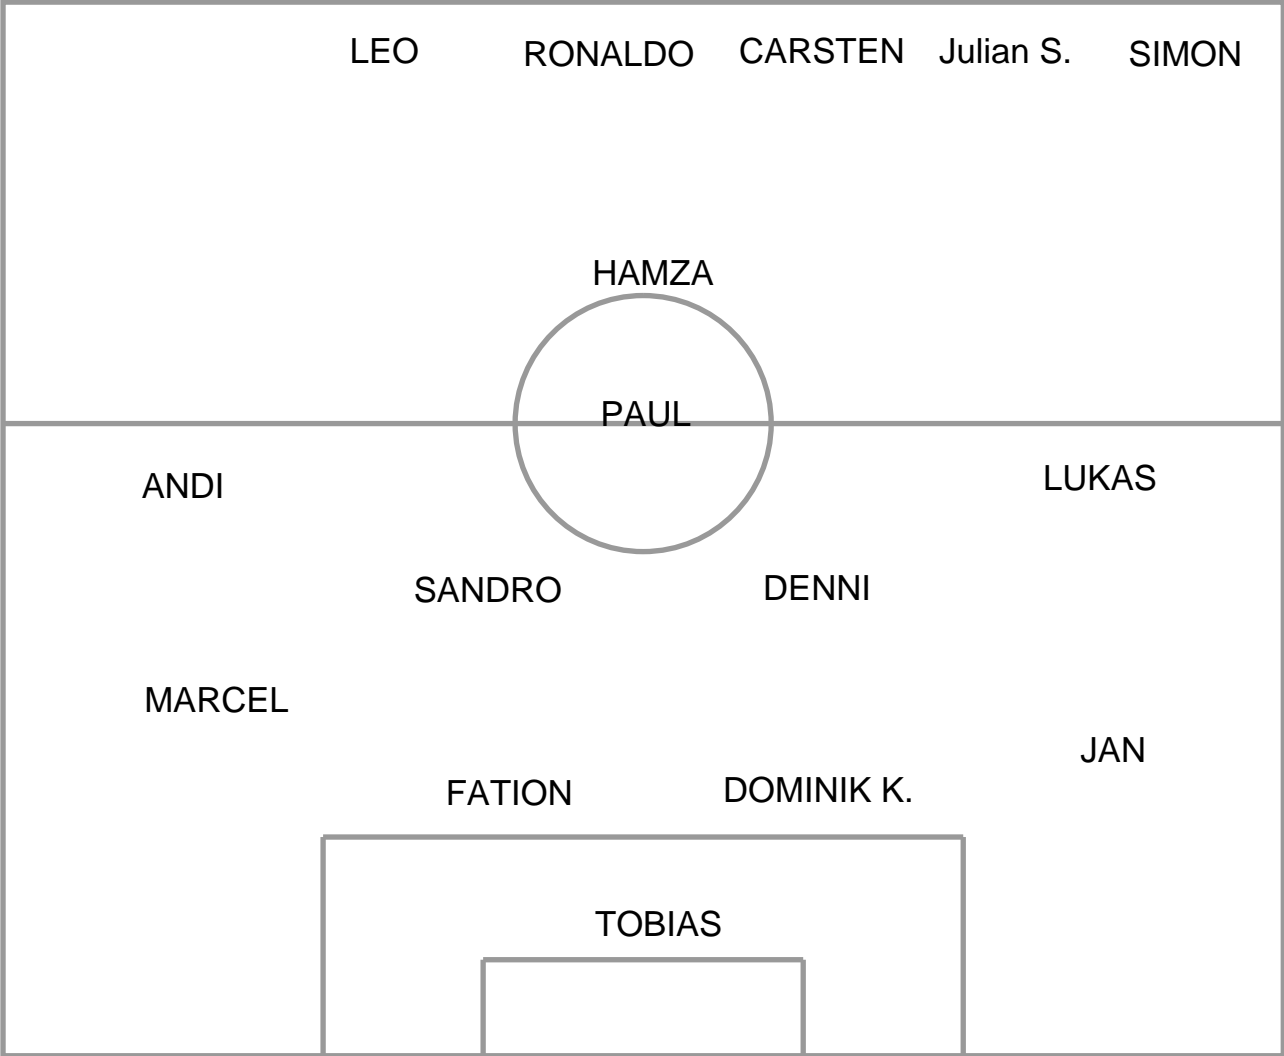 LEO RONALDO CARSTEN Julian S. SIMON
HAMZA
PAUL
ANDI LUKAS
SANDRO DENNI
MARCEL
JAN
FATION DOMINIK K.
TOBIAS